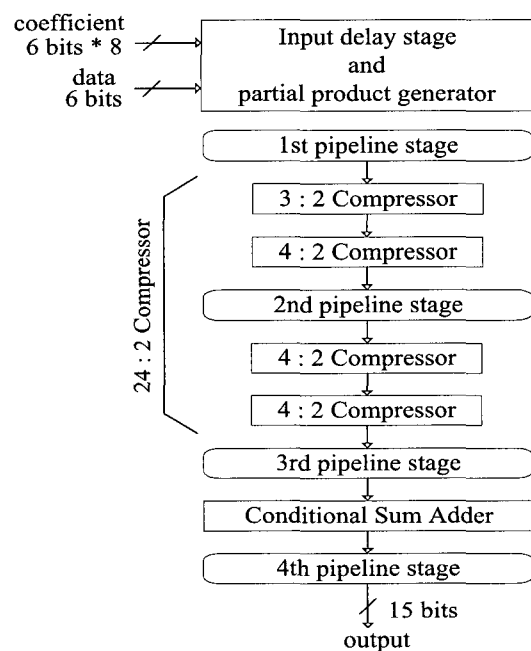 coefficient
6 bits * 8
data
6 bits
Input delay stage
and
partial product generator
1st pipeline stage
3 : 2 Compressor
4 : 2 Compressor
2nd pipeline stage
4 : 2 Compressor
4 : 2 Compressor
24 : 2 Compressor
3rd pipeline stage
Conditional Sum Adder
4th pipeline stage
15 bits
output